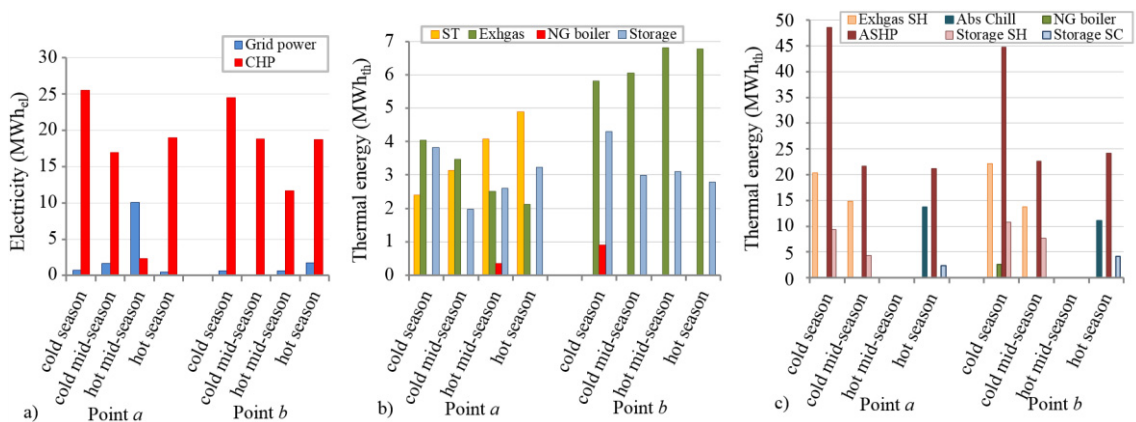 Grid power
CHP
Electricity (MWhel)
30
25
20
15
10
5
0
cold season
cold mid-season
hot mid-season
hot season
cold season
cold mid-season
hot mid-season
hot season
a)
Point a
Point b
ST Exhgas NG boiler Storage
Thermal energy (MWhth)
7
6
5
4
3
2
1
0
cold season
cold mid-season
hot mid-season
hot season
cold season
cold mid-season
hot mid-season
hot season
b)
Point a
Point b
Exhgas SH Abs Chill NG boiler
ASHP Storage SH Storage SC
Thermal energy (MWhth)
50
45
40
35
30
25
20
15
10
5
0
cold season
cold mid-season
hot mid-season
hot season
cold season
cold mid-season
hot mid-season
hot season
c)
Point a
Point b